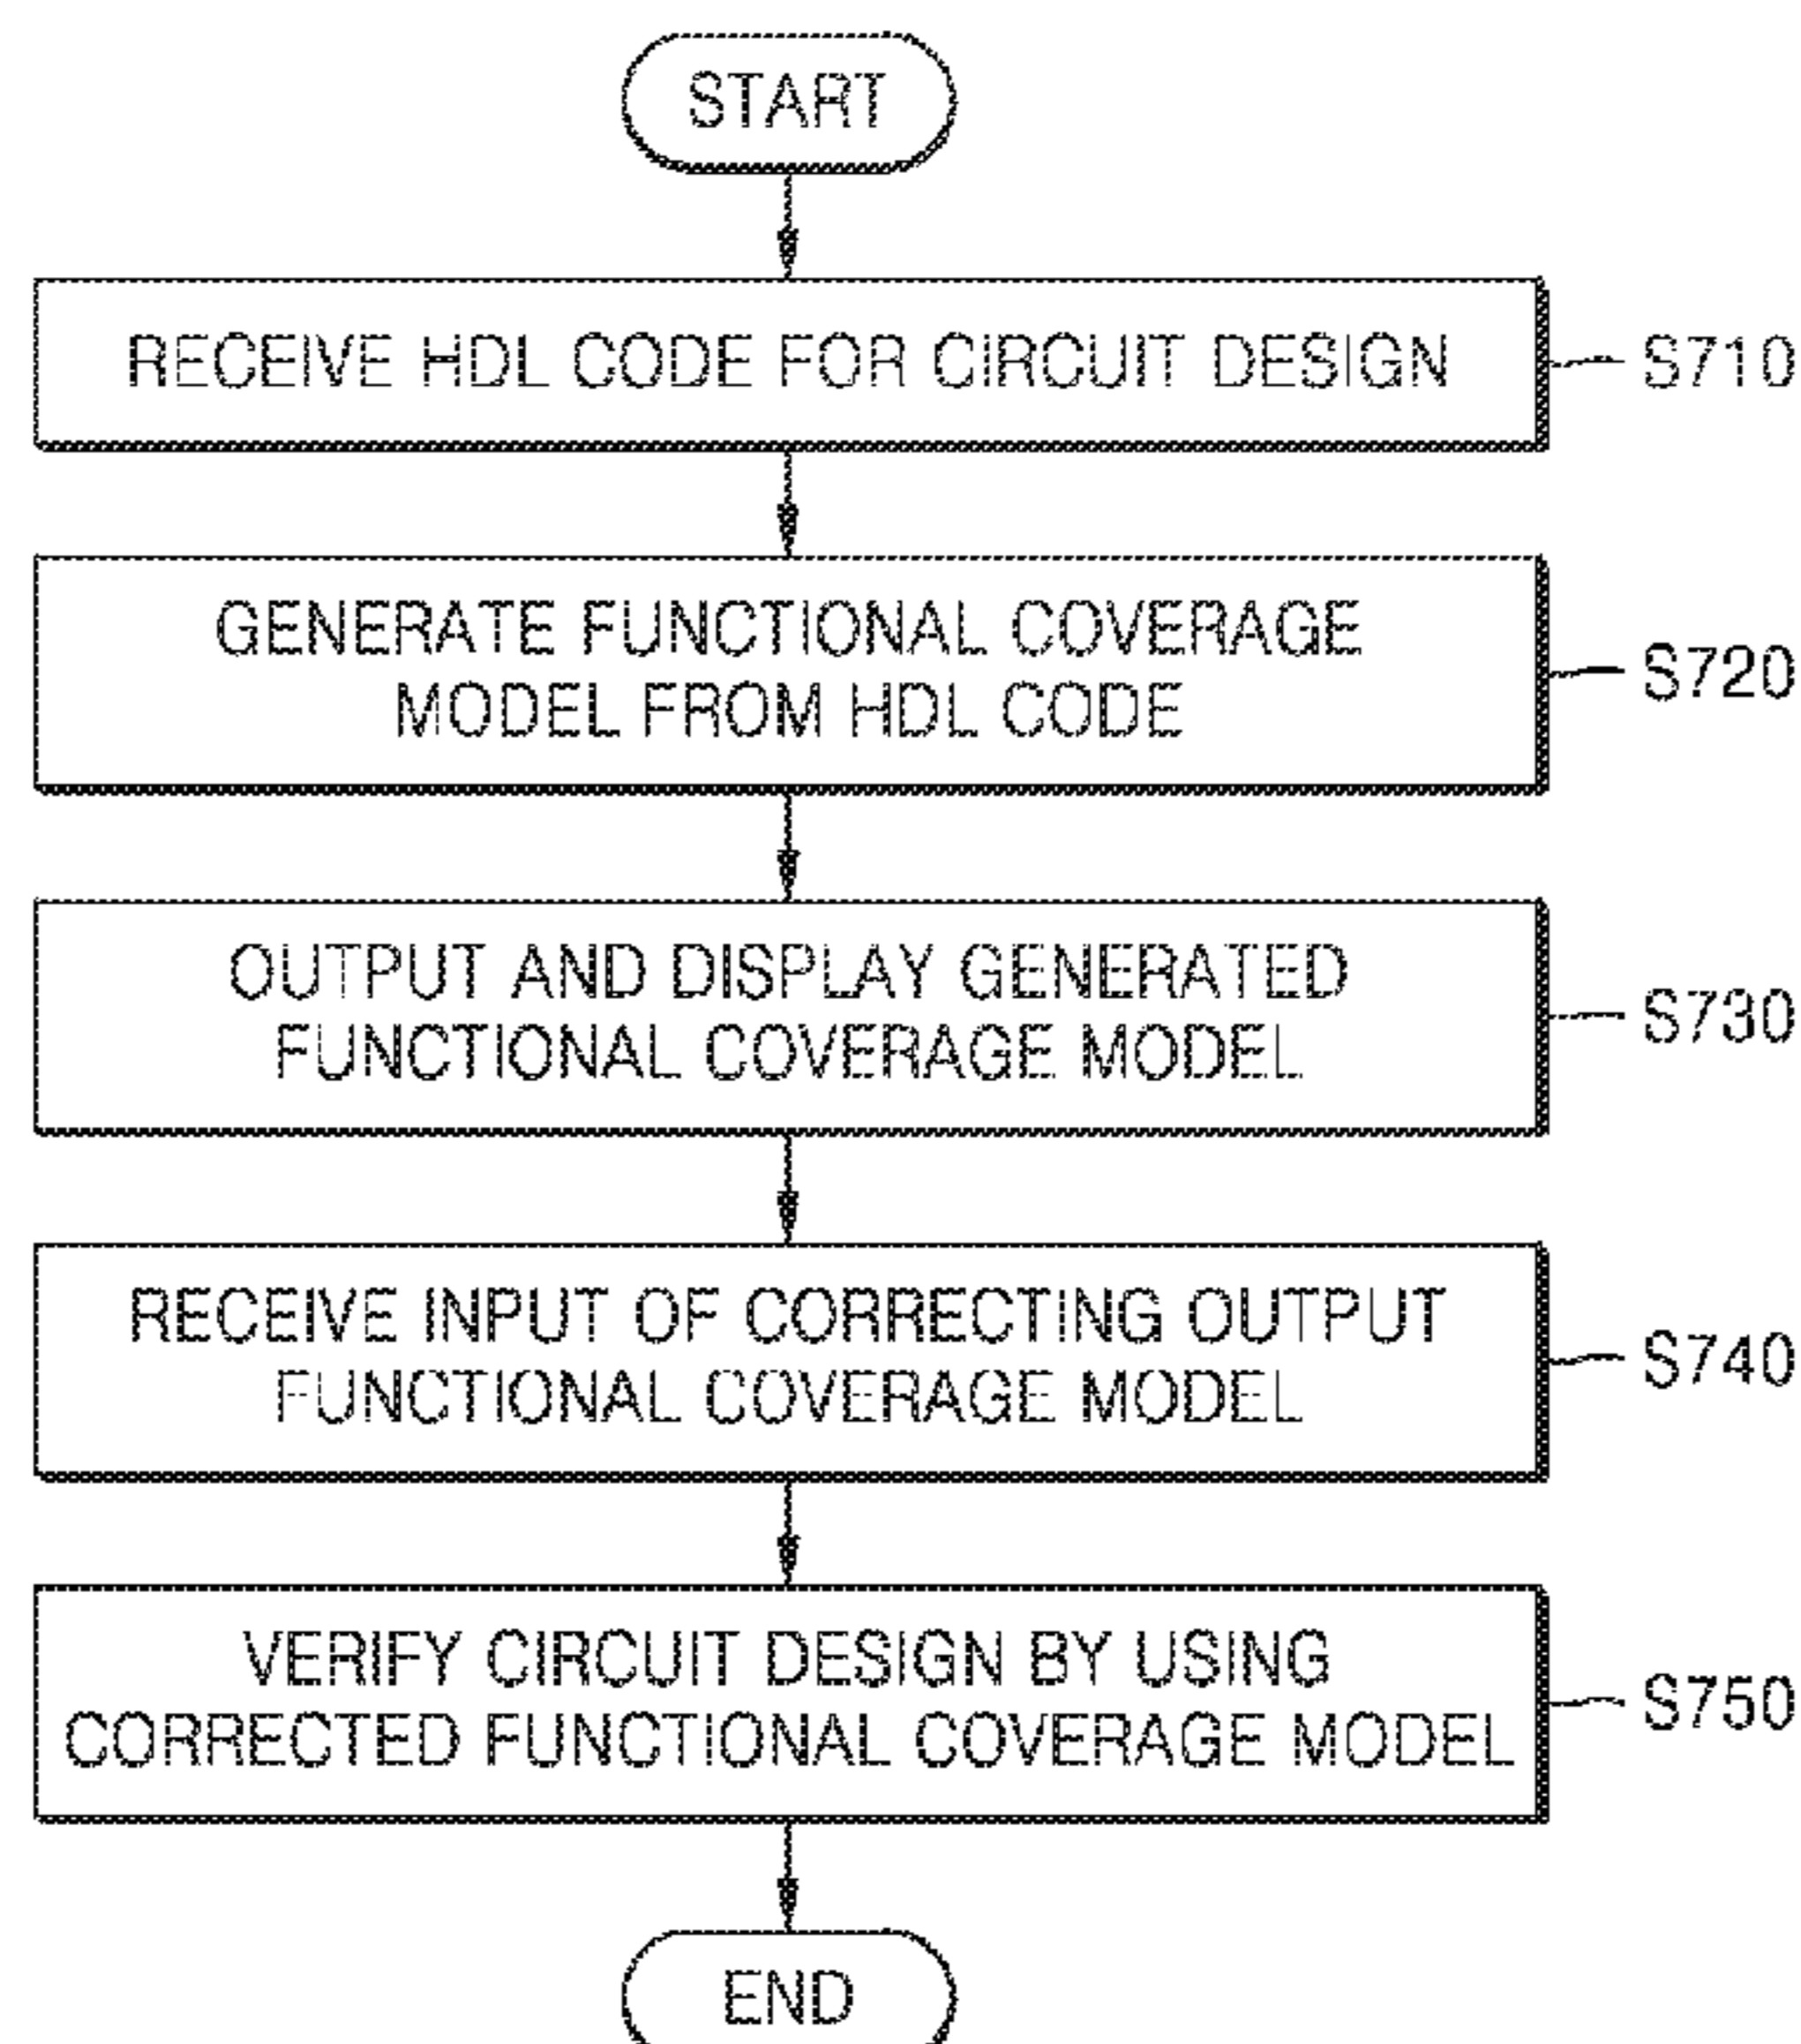 START
RECEIVE HDL CODE FOR CIRCUIT DESIGN
S710
GENERATE FUNCTIONAL COVERAGE
MODEL FROM HDL CODE
S720
OUTPUT AND DISPLAY GENERATED
FUNCTIONAL COVERAGE MODEL
S730
RECEIVE INPUT OF CORRECTING OUTPUT
FUNCTIONAL COVERAGE MODEL
S740
VERIFY CIRCUIT DESIGN BY USING
CORRECTED FUNCTIONAL COVERAGE MODEL
S750
END